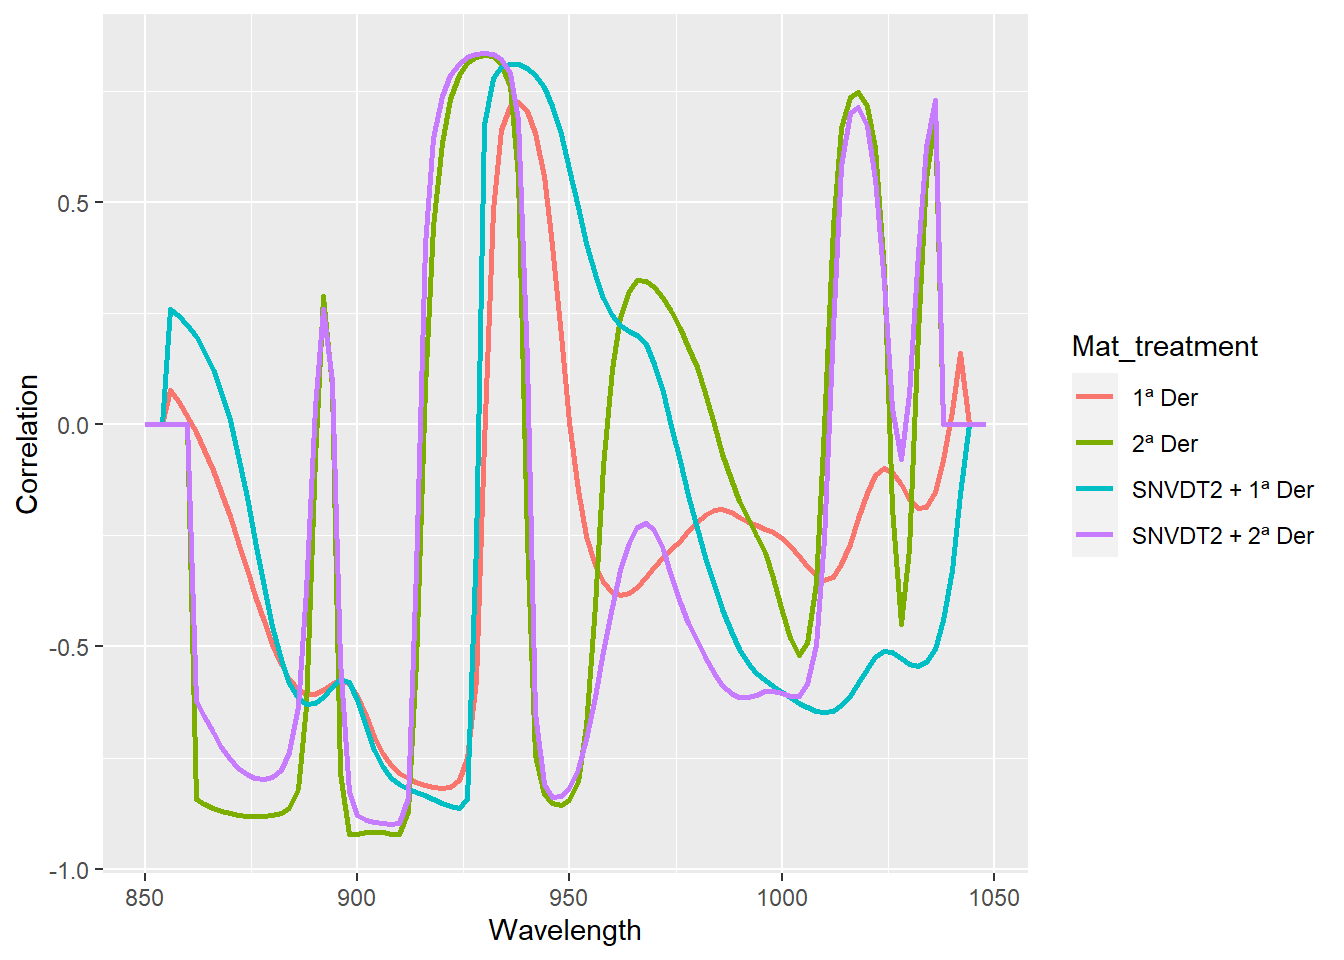 Correlation
0.5
0.0
-0.5
-1.0
850
900
950
1000
1050
Wavelength
Mat_treatment
1ª Der
2ª Der
SNVDT2 + 1ª Der
SNVDT2 + 2ª Der